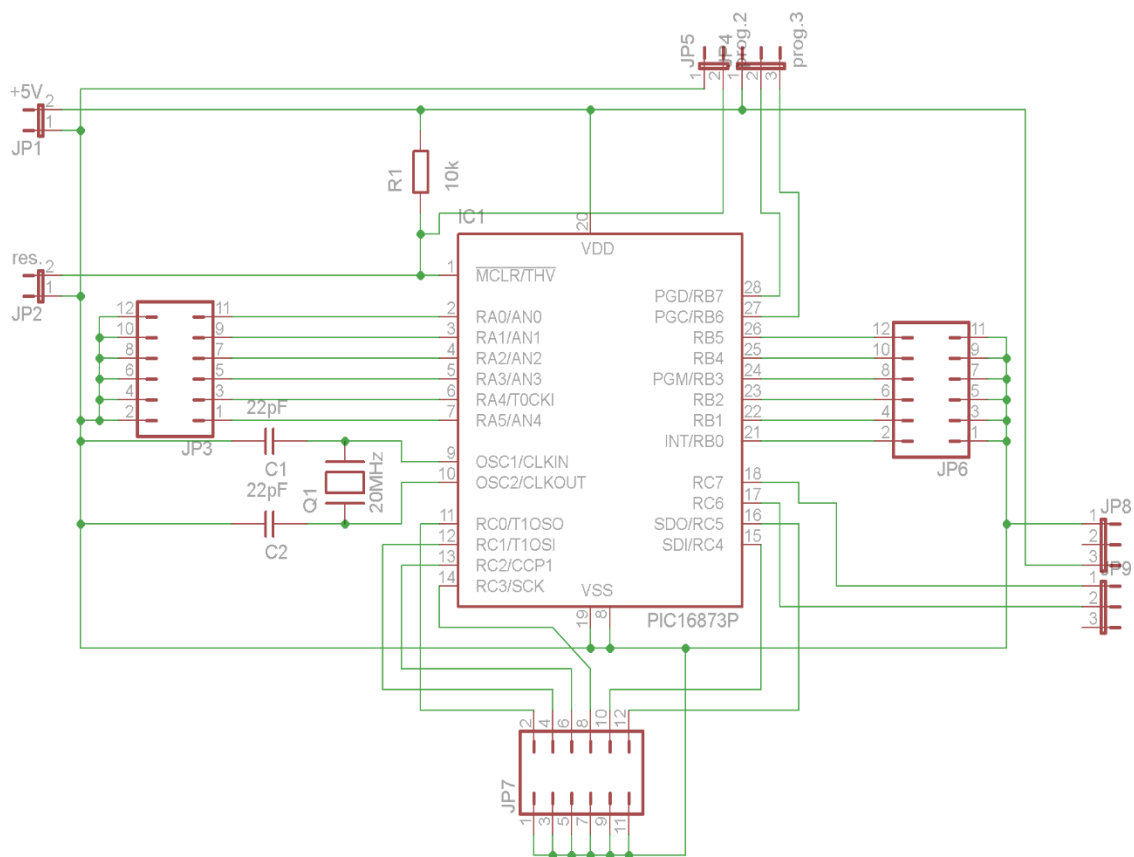 JP5
JP4
prog.2
prog.3
1
2
1
2
3
+5V
2
1
JP1
R1
10k
IC1
20
VDD
res.
2
1
JP2
1
MCLR/THV
12
11
2
RA0/AN0
10
9
3
RA1/AN1
8
7
4
RA2/AN2
6
5
5
RA3/AN3
4
3
6
RA4/T0CKI
2
1
7
RA5/AN4
JP3
PGD/RB7
28
PGC/RB6
27
RB5
26
12
11
RB4
25
10
9
PGM/RB3
24
8
7
RB2
23
6
5
RB1
22
4
3
INT/RB0
21
2
1
JP6
22pF
C1
9
OSC1/CLKIN
10
OSC2/CLKOUT
22pF
C2
Q1
20MHz
RC7
18
RC6
17
SDO/RC5
16
SDI/RC4
15
11
RC0/T1OSO
12
RC1/T1OSI
13
RC2/CCP1
14
RC3/SCK
VSS
19
8
PIC16873P
JP8
1
2
3
JP9
1
2
3
2
4
6
8
10
12
JP7
1
3
5
7
9
11